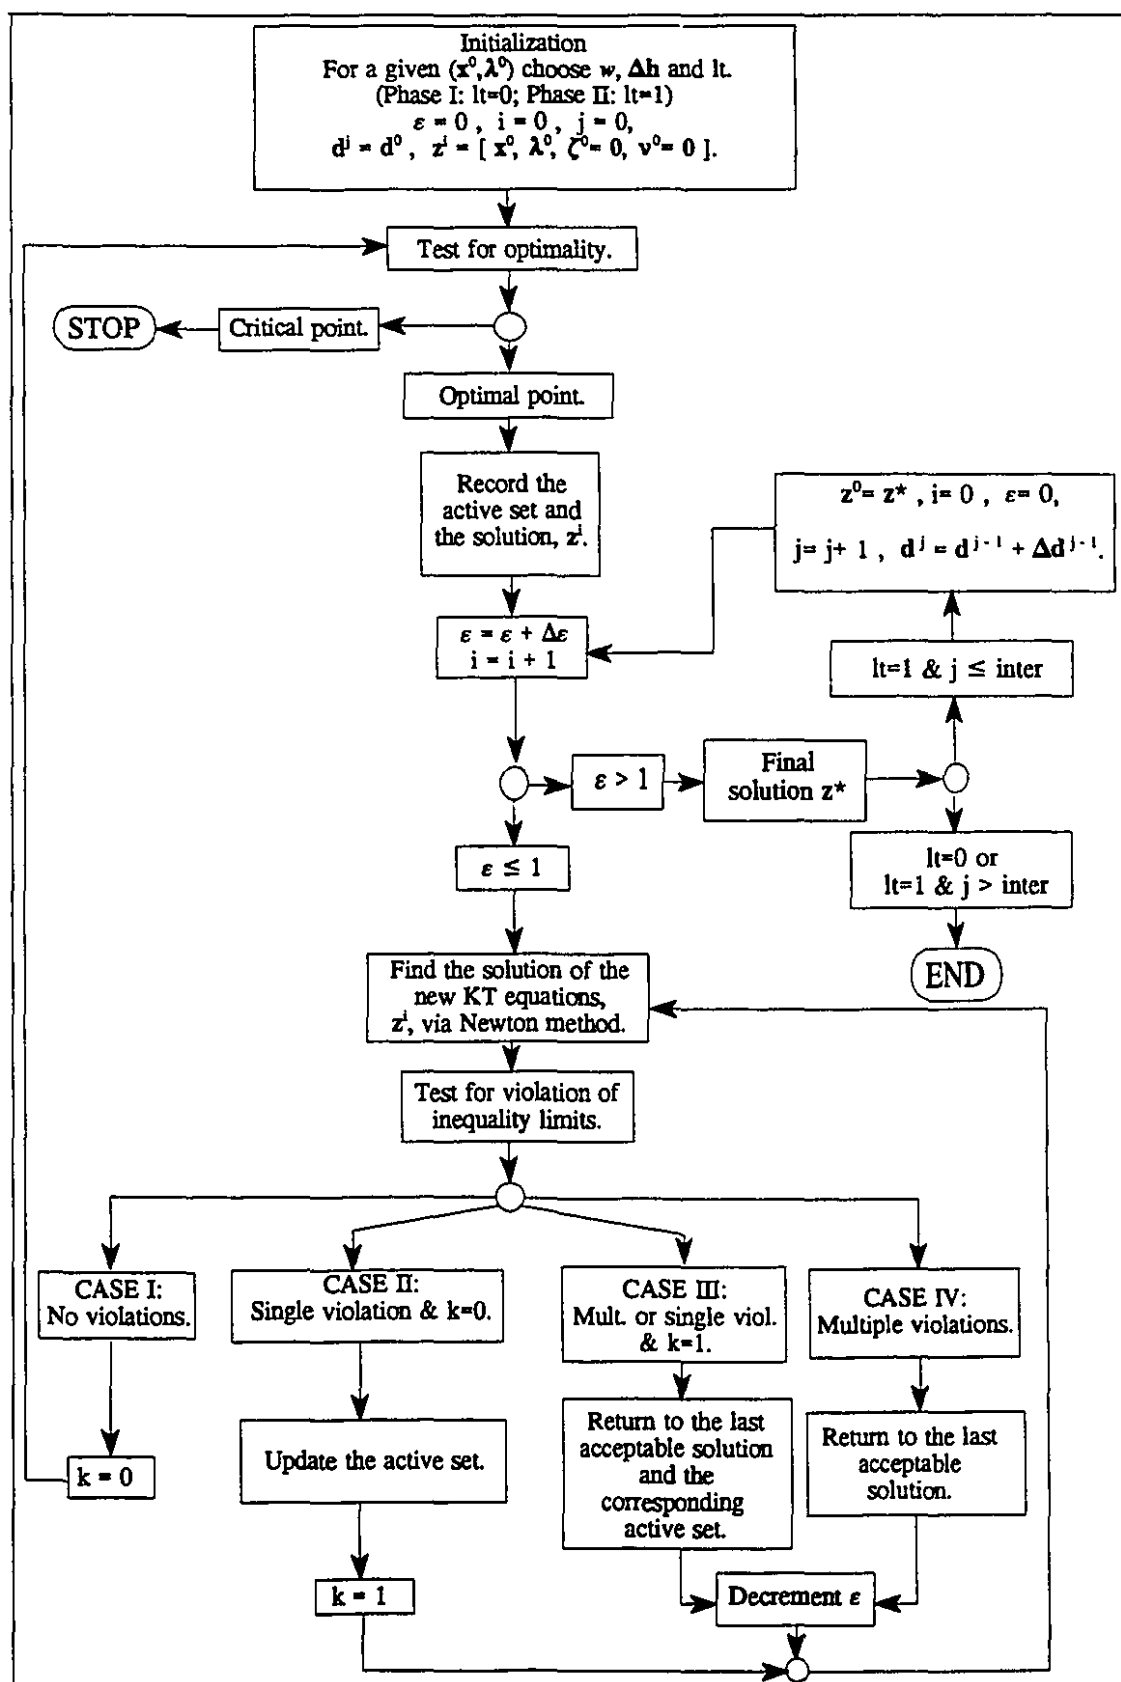 Initialization
For a given (x⁰,λ⁰) choose w, Δh and lt.
(Phase I: lt=0; Phase II: lt=1)
ε = 0 , i = 0 , j = 0,
dʲ = d⁰ , zⁱ = [ x⁰, λ⁰, ζ⁰= 0, ν⁰= 0 ].
Test for optimality.
STOP
Critical point.
Optimal point.
Record the
active set and
the solution, zⁱ.
z⁰= z* , i= 0 , ε= 0,
j= j+ 1 , dʲ = dʲ⁻¹ + Δdʲ⁻¹.
ε = ε + Δε
i = i + 1
lt=1 & j ≤ inter
ε > 1
Final
solution z*
ε ≤ 1
lt=0 or
lt=1 & j > inter
END
Find the solution of the
new KT equations,
zⁱ, via Newton method.
Test for violation of
inequality limits.
CASE I:
No violations.
CASE II:
Single violation & k=0.
CASE III:
Mult. or single viol.
& k=1.
CASE IV:
Multiple violations.
k = 0
Update the active set.
Return to the last
acceptable solution
and the
corresponding
active set.
Return to the last
acceptable
solution.
k = 1
Decrement ε